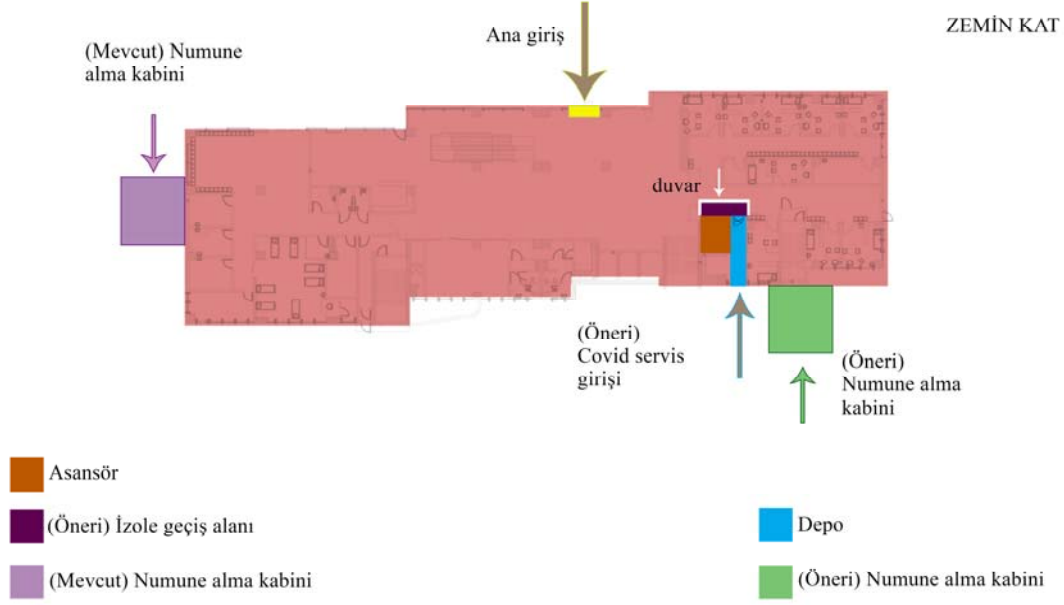 ZEMİN KAT
Ana giriş
(Mevcut) Numune
alma kabini
duvar
(Öneri)
Covid servis
girişi
(Öneri)
Numune alma
kabini
Asansör
(Öneri) İzole geçiş alanı
(Mevcut) Numune alma kabini
Depo
(Öneri) Numune alma kabini